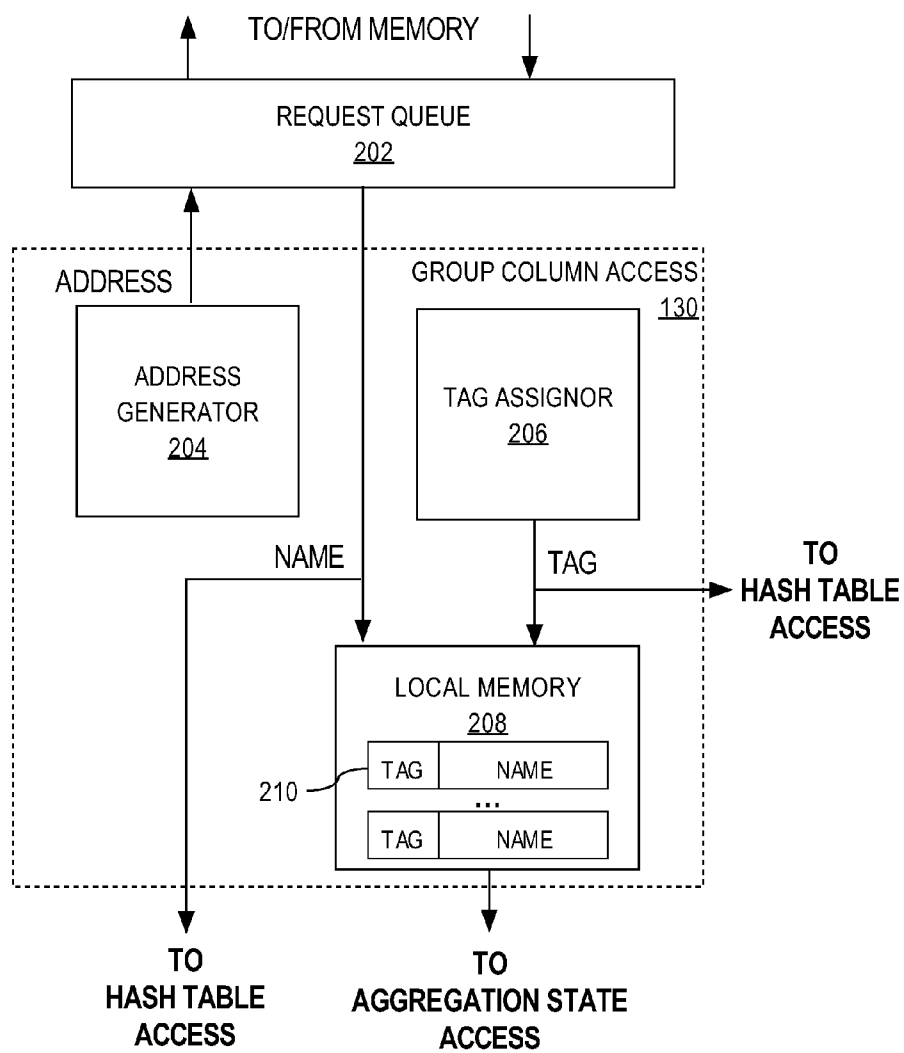 TO/FROM MEMORY
REQUEST QUEUE
202
GROUP COLUMN ACCESS
130
ADDRESS
ADDRESS
GENERATOR
204
TAG ASSIGNOR
206
NAME
TAG
TO
HASH TABLE
ACCESS
LOCAL MEMORY
208
TAG NAME
210
...
TAG NAME
TO
HASH TABLE
ACCESS
TO
AGGREGATION STATE
ACCESS